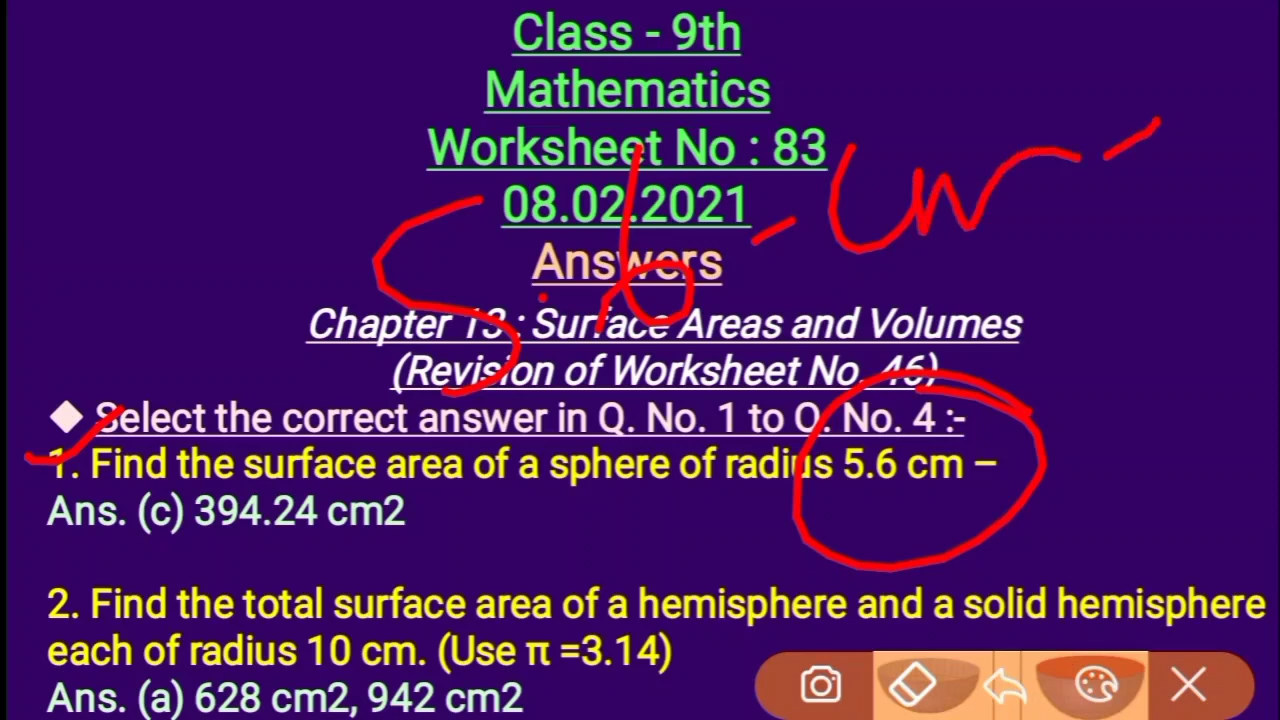 Class - 9th
Mathematics
Worksheet No : 83
08.02.2021
Answers
Chapter 13 : Surface Areas and Volumes
(Revision of Worksheet No. 46)
◆ Select the correct answer in Q. No. 1 to Q. No. 4 :-
1. Find the surface area of a sphere of radius 5.6 cm –
Ans. (c) 394.24 cm2
2. Find the total surface area of a hemisphere and a solid hemisphere
each of radius 10 cm. (Use π =3.14)
Ans. (a) 628 cm2, 942 cm2
5.6 cm